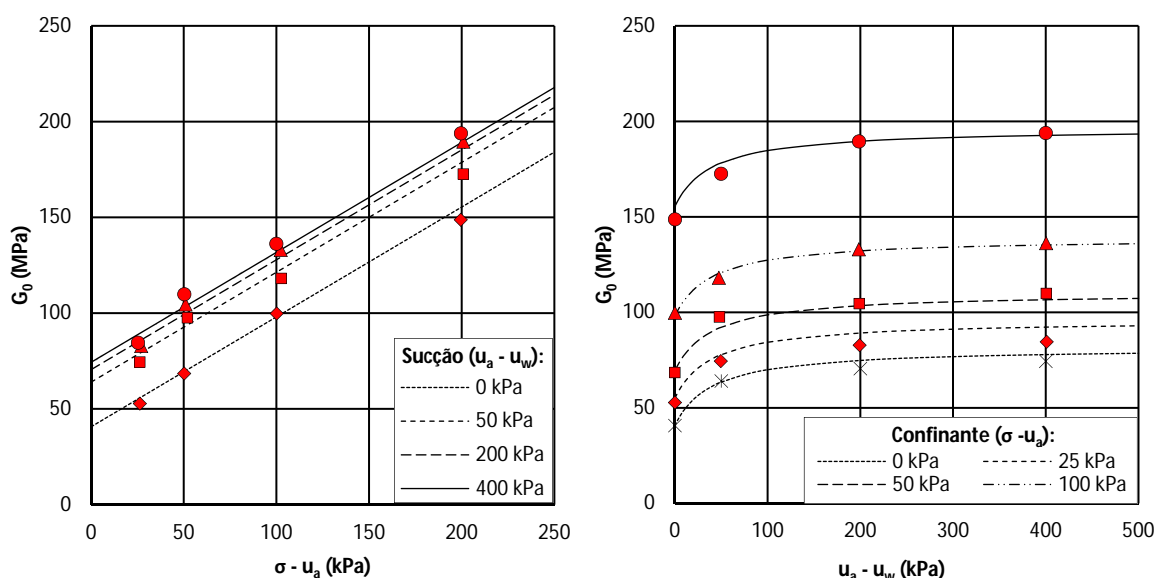 250
200
150
100
50
0
G0 (MPa)
0 50 100 150 200 250
σ - ua (kPa)
Sucção (ua - uw):
0 kPa
50 kPa
200 kPa
400 kPa
250
200
150
100
50
0
G0 (MPa)
0 100 200 300 400 500
ua - uw (kPa)
Confinante (σ -ua):
0 kPa 25 kPa
50 kPa 100 kPa